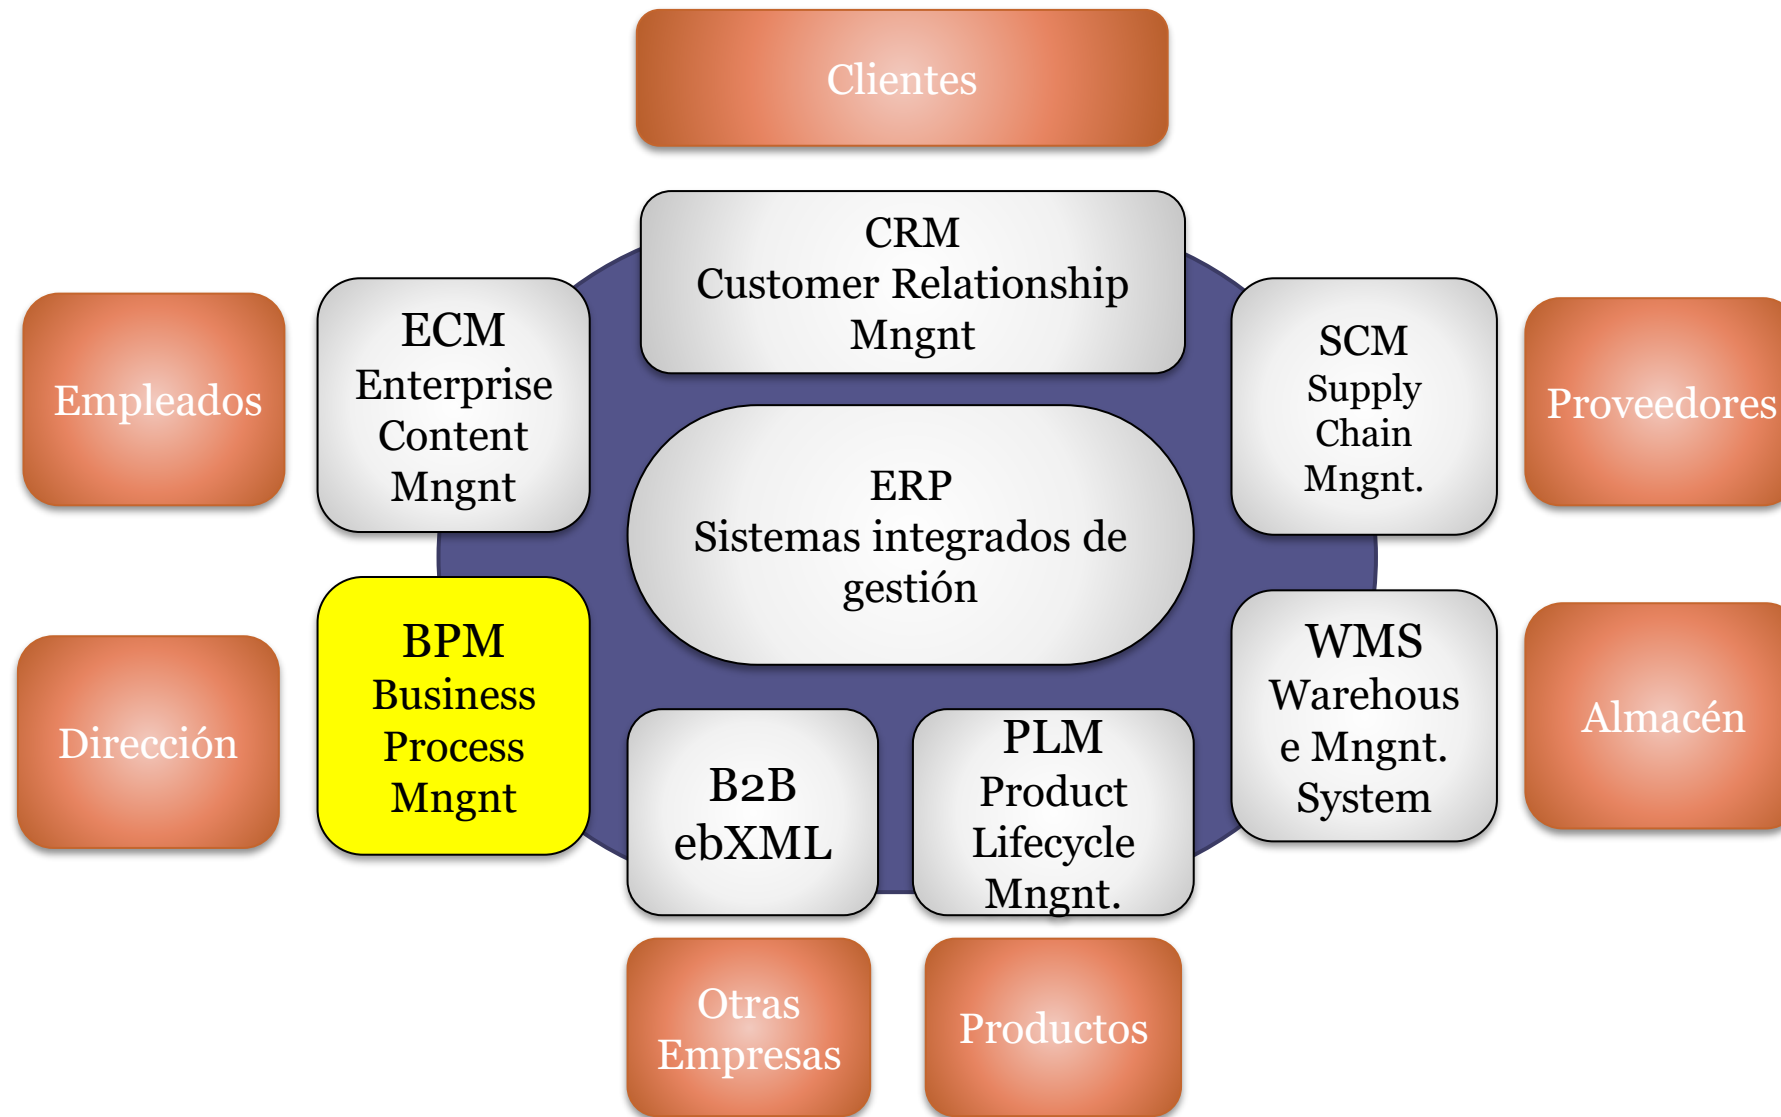 Clientes
CRM
Customer Relationship
Mngnt
ECM
Enterprise
Content
Mngnt
SCM
Supply
Chain
Mngnt.
Empleados
Proveedores
ERP
Sistemas integrados de
gestión
BPM
Business
Process
Mngnt
WMS
Warehous
e Mngnt.
System
Dirección
Almacén
B2B
ebXML
PLM
Product
Lifecycle
Mngnt.
Otras
Empresas
Productos